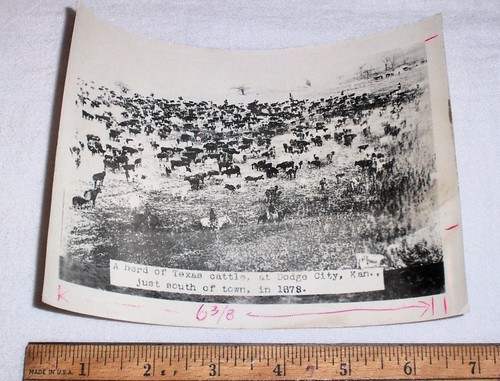 A herd of Texas cattle, at Dodge City, Kan.,
just south of town, in 1878.
6 3/8
MADE IN U.S.A. 1 2 3 4 5 6 7